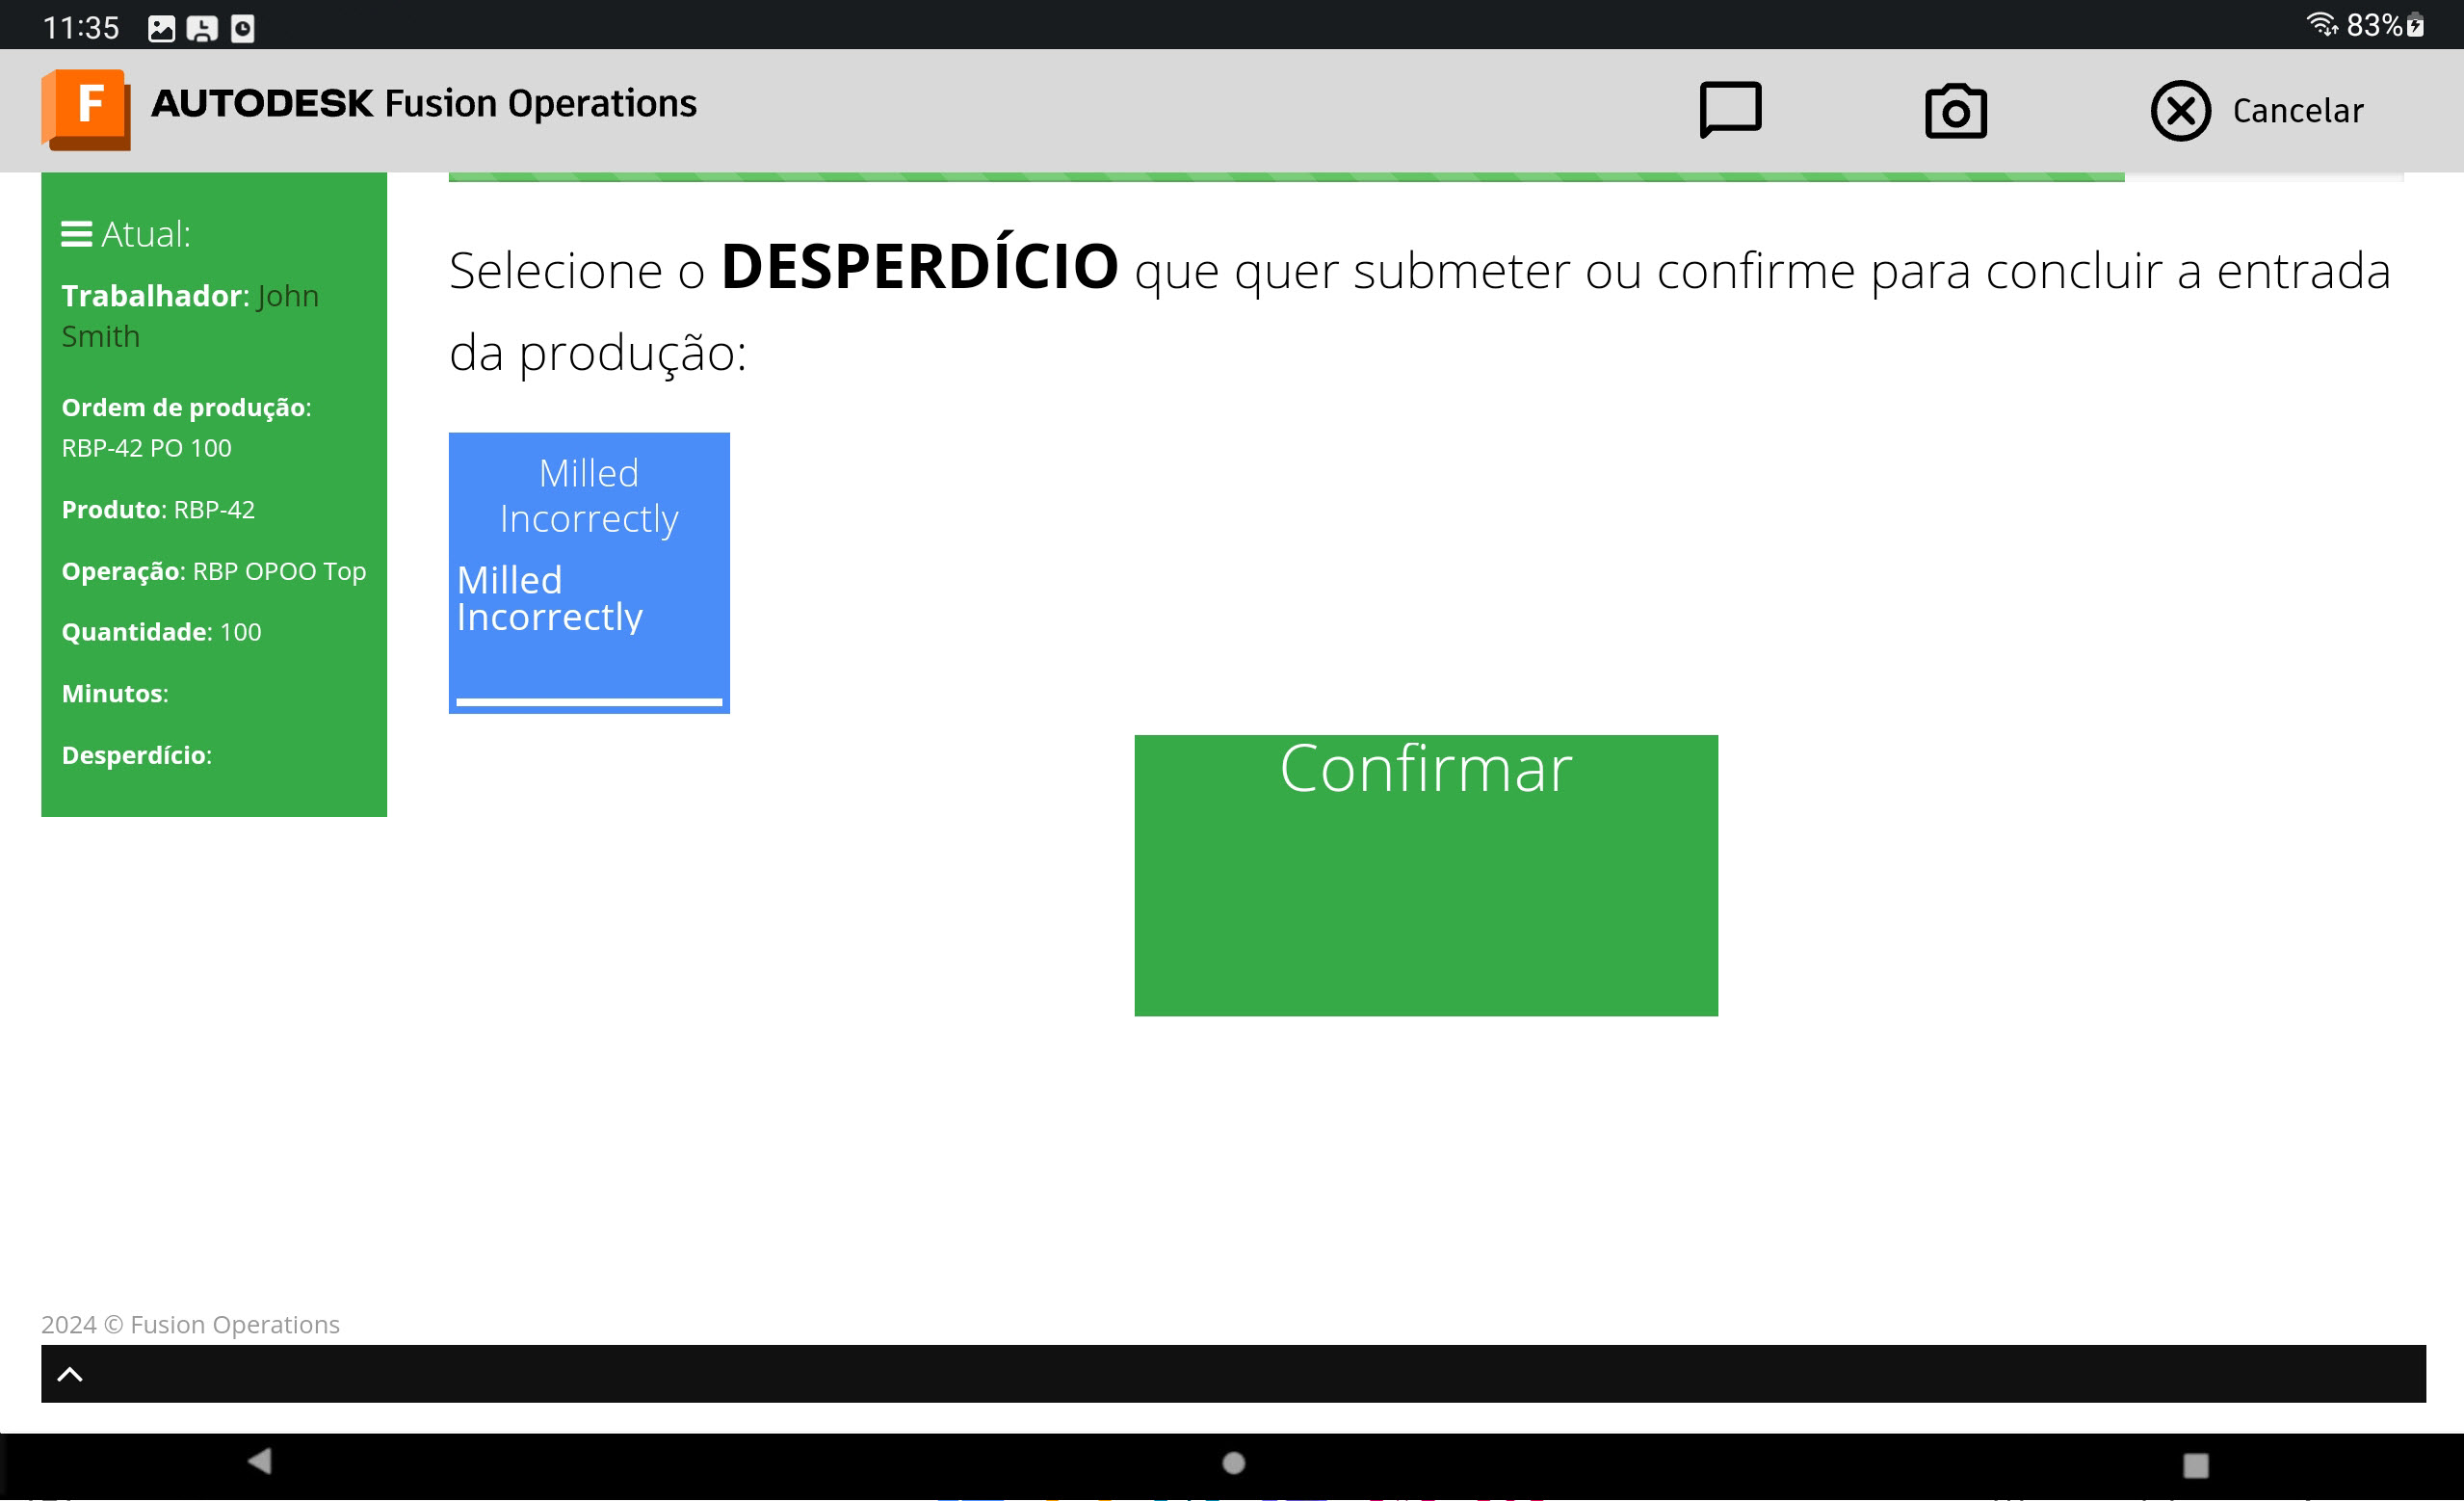 11:35
83%
F AUTODESK Fusion Operations
Cancelar
Atual:
Trabalhador: John
Smith
Ordem de produção:
RBP-42 PO 100
Produto: RBP-42
Operação: RBP OPOO Top
Quantidade: 100
Minutos:
Desperdício:
Selecione o DESPERDÍCIO que quer submeter ou confirme para concluir a entrada
da produção:
Milled
Incorrectly
Milled
Incorrectly
Confirmar
2024 © Fusion Operations